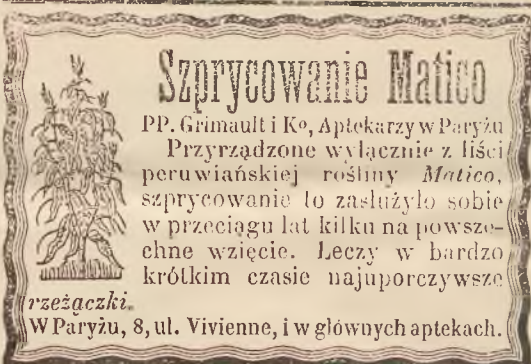 Szprycowanie Matico
PP. Grimault i Kº, Aptekarzy w Paryżu
Przyrządzone wyłącznie z liści
peruwiańskiej rośliny Matico,
szprycowanie to zasłużyło sobie
w przeciągu lat kilku na powsze-
chne wzięcie. Leczy w bardzo
krótkim czasie najuporczywsze
rzeżączki.
W Paryżu, 8, ul. Vivienne, i w głównych aptekach.